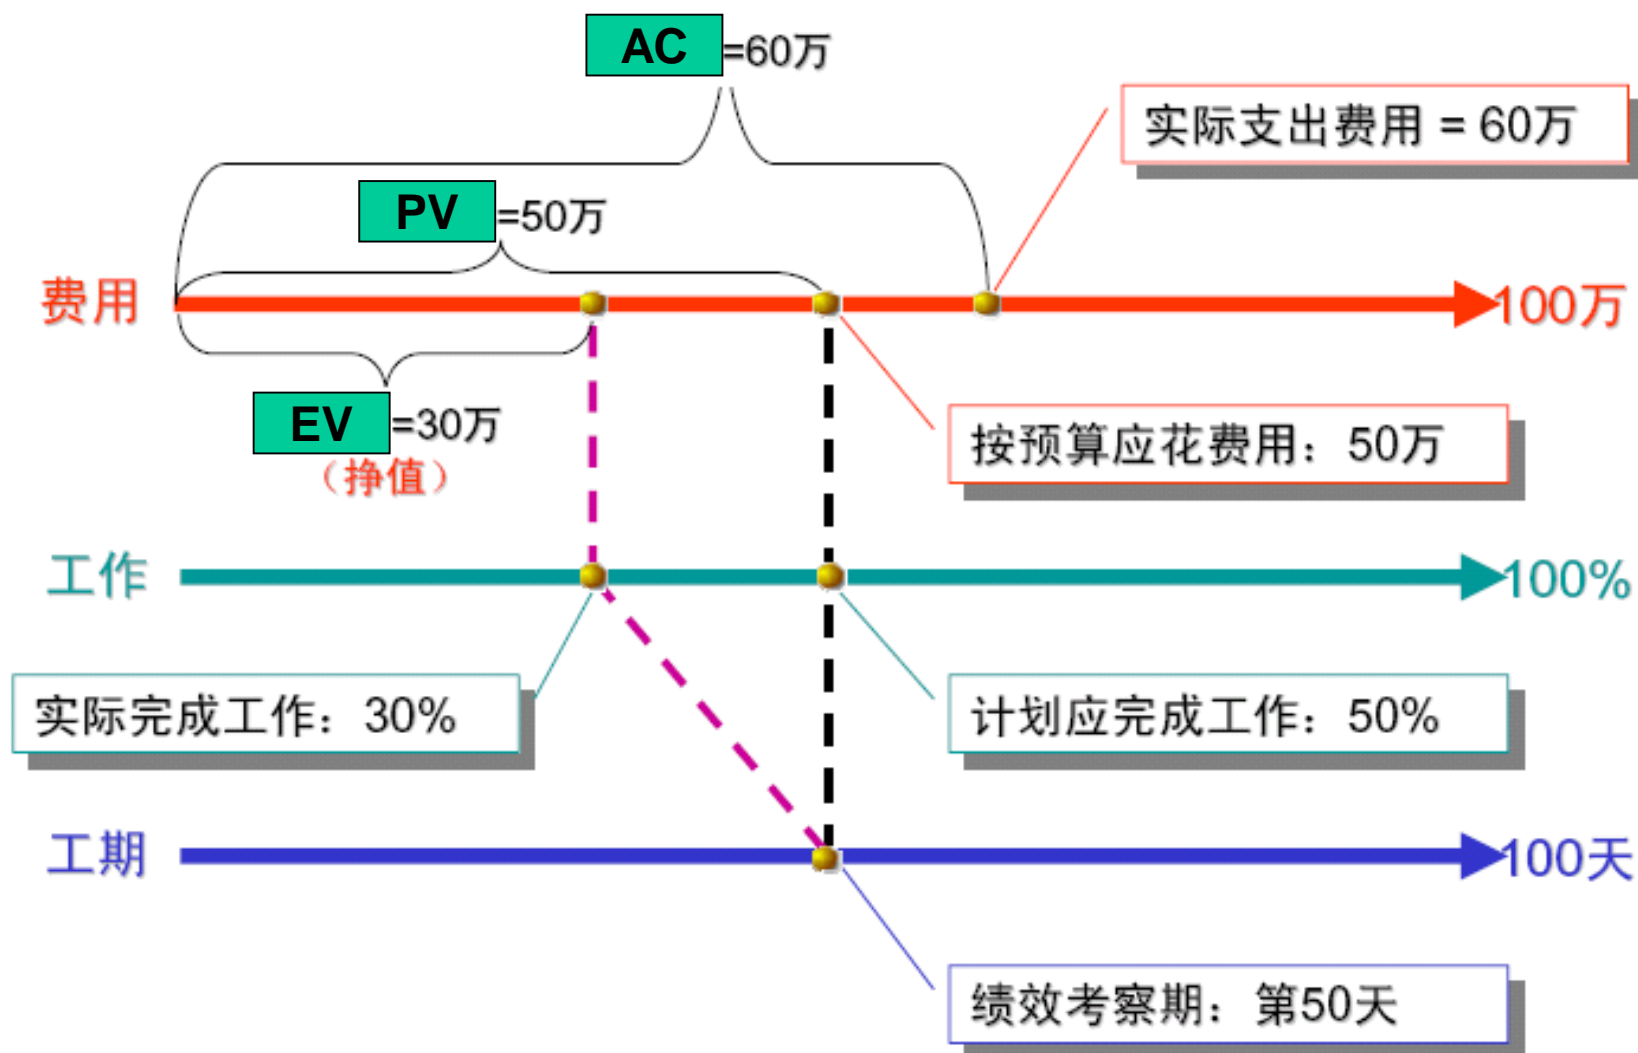 AC =60万
实际支出费用 = 60万
PV =50万
费用
100万
EV =30万
（挣值）
按预算应花费用：50万
工作
100%
实际完成工作：30%
计划应完成工作：50%
工期
100天
绩效考察期：第50天